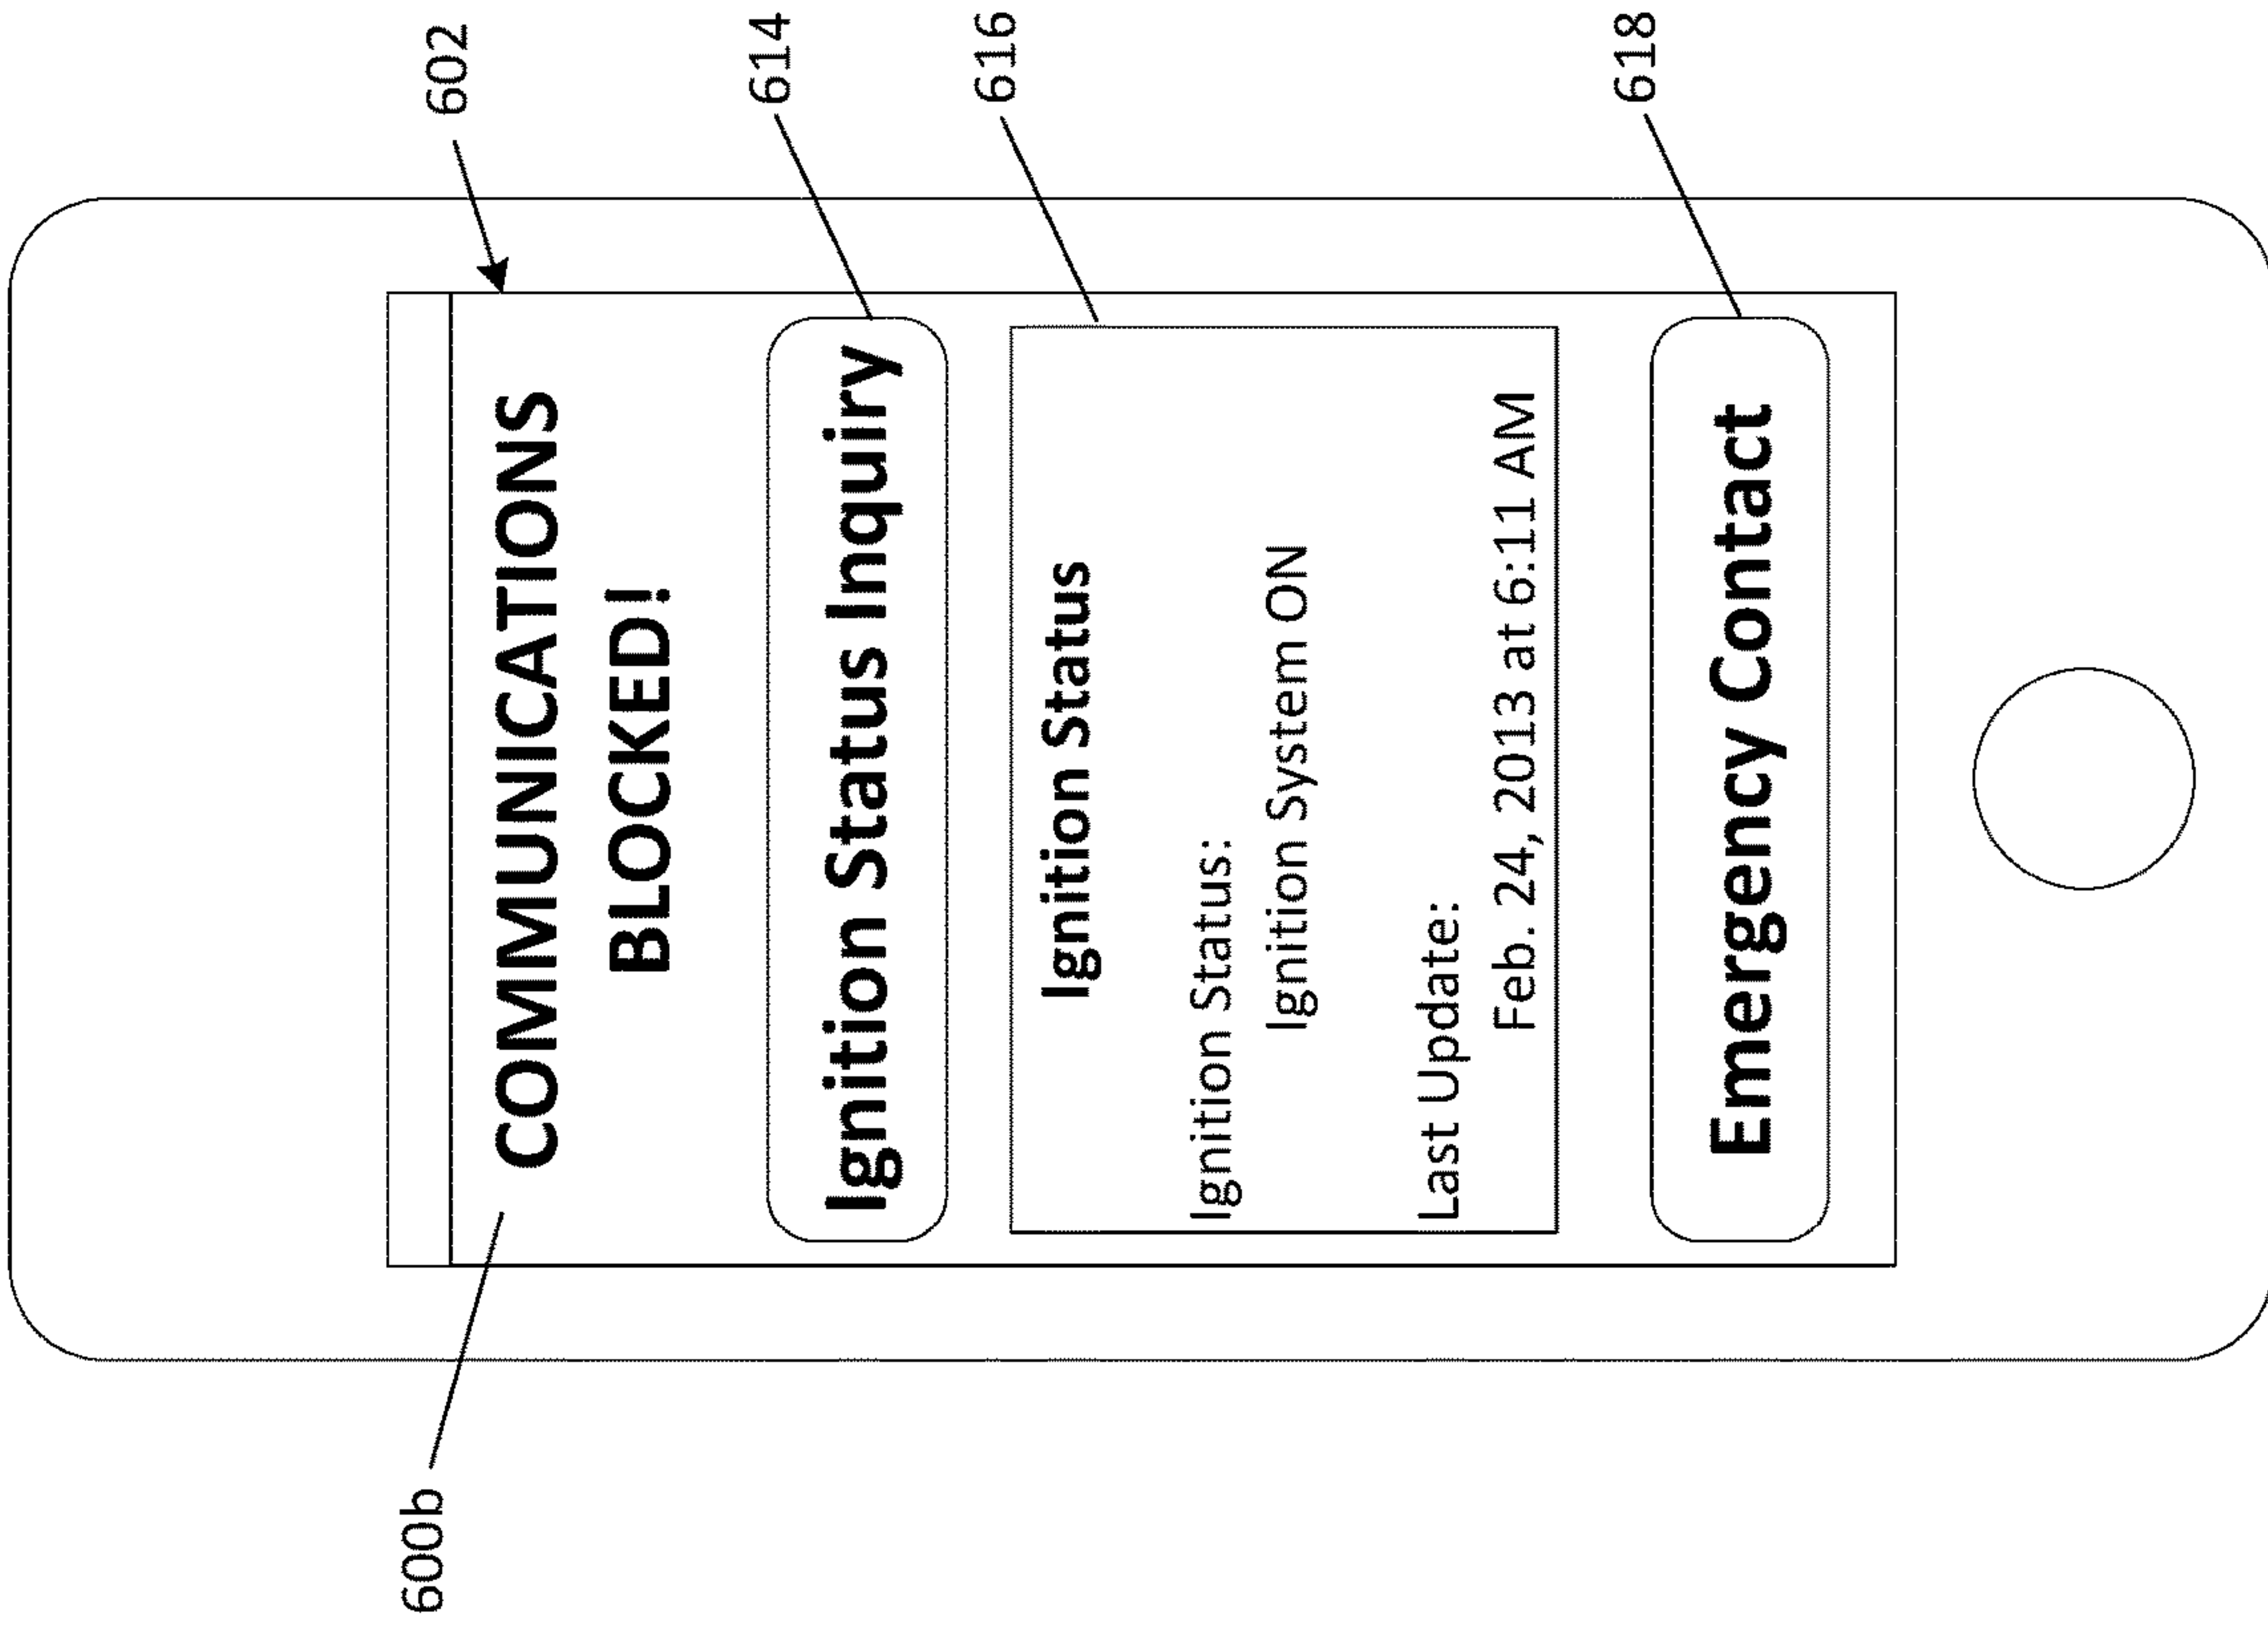 600b
602
COMMUNICATIONS
BLOCKED!
614
Ignition Status Inquiry
616
Ignition Status
Ignition Status:
Ignition System ON
Last Update:
Feb. 24, 2013 at 6:11 AM
618
Emergency Contact